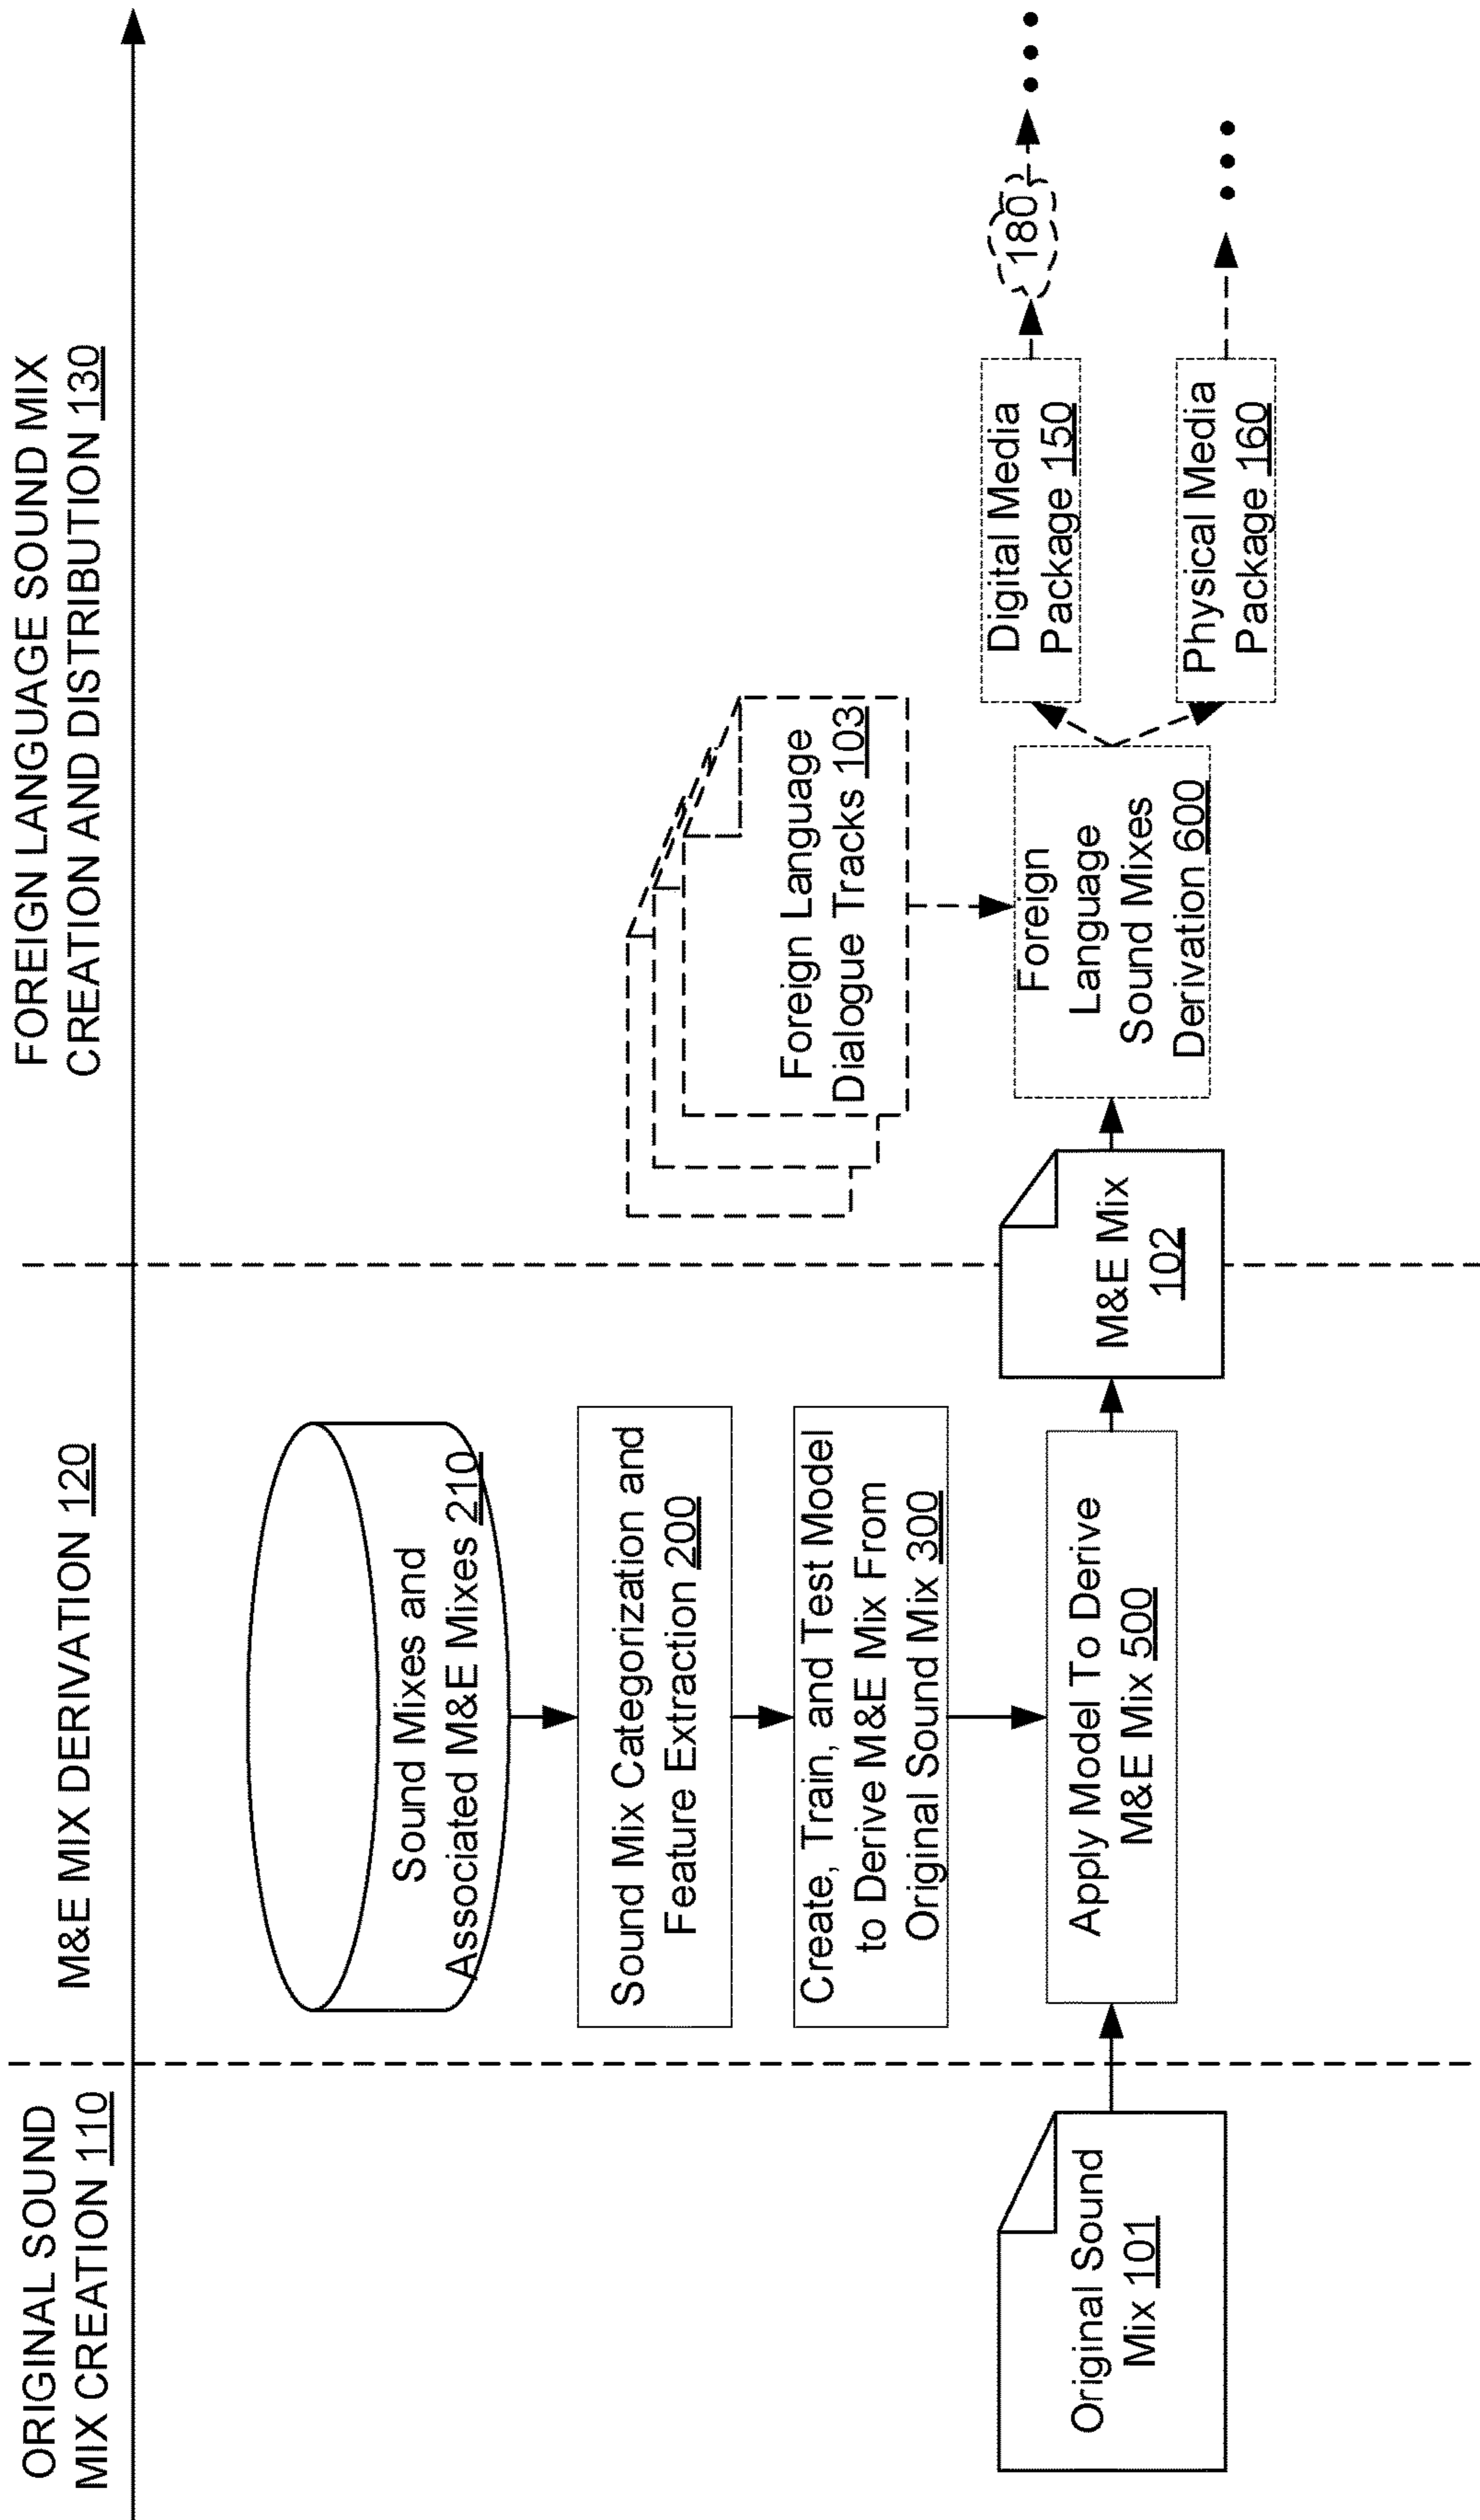 ORIGINAL SOUND
MIX CREATION 110
M&E MIX DERIVATION 120
FOREIGN LANGUAGE SOUND MIX
CREATION AND DISTRIBUTION 130
Sound Mixes and
Associated M&E Mixes 210
Sound Mix Categorization and
Feature Extraction 200
Create, Train, and Test Model
to Derive M&E Mix From
Original Sound Mix 300
Original Sound
Mix 101
Apply Model To Derive
M&E Mix 500
M&E Mix
102
Foreign Language
Dialogue Tracks 103
Foreign
Language
Sound Mixes
Derivation 600
Digital Media
Package 150
180
Physical Media
Package 160